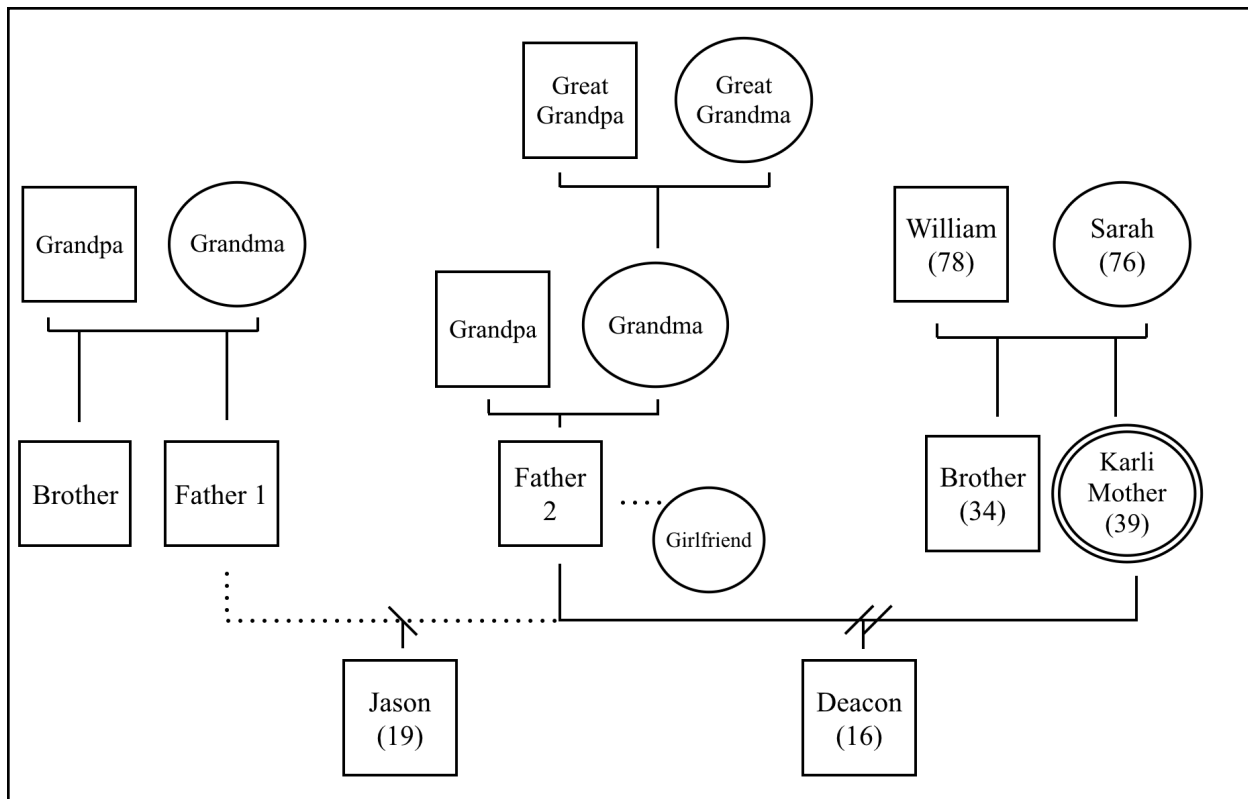 Great
Grandpa
Great
Grandma
Grandpa
Grandma
William
(78)
Sarah
(76)
Grandpa
Grandma
Brother
Father 1
Father
2
Girlfriend
Brother
(34)
Karli
Mother
(39)
Jason
(19)
Deacon
(16)